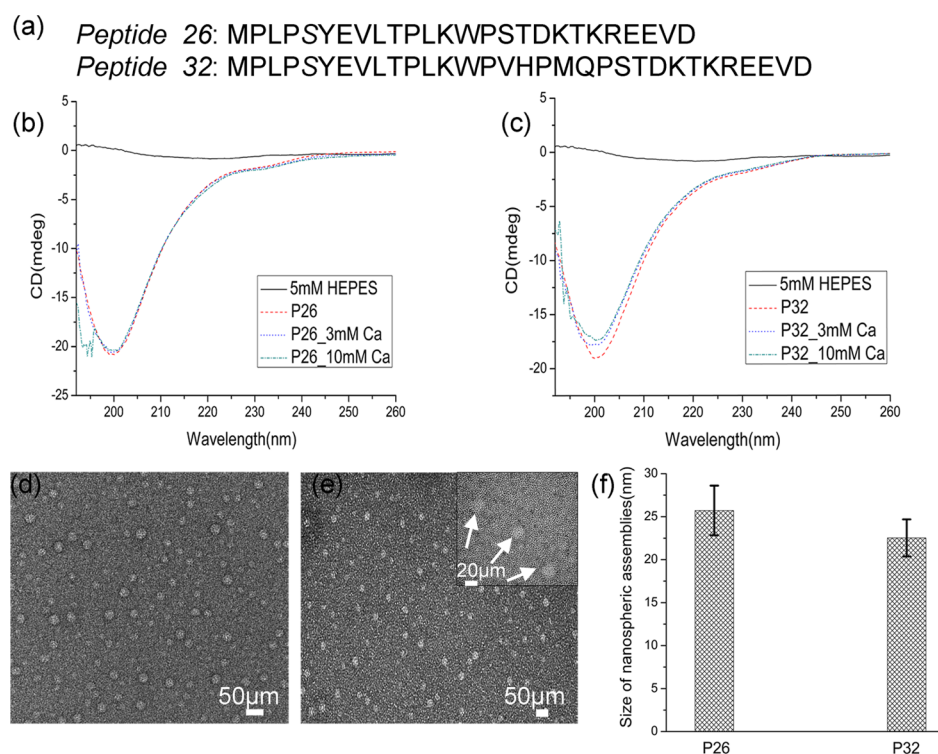 (a)
Peptide 26: MPLPSYEVLTPLKWPSTDKTKREEVD
Peptide 32: MPLPSYEVLTPLKWPVHPMQPSTDKTKREEVD
(b)
5
0
-5
-10
-15
-20
-25
CD(mdeg)
5mM HEPES
P26
P26_3mM Ca
P26_10mM Ca
200 210 220 230 240 250 260
Wavelength(nm)
(c)
5
0
-5
-10
-15
-20
CD(mdeg)
5mM HEPES
P32
P32_3mM Ca
P32_10mM Ca
200 210 220 230 240 250 260
Wavelength(nm)
(d)
50μm
(e)
20μm
50μm
(f)
30
25
20
15
10
5
0
Size of nanospheric assemblies(nm)
P26 P32